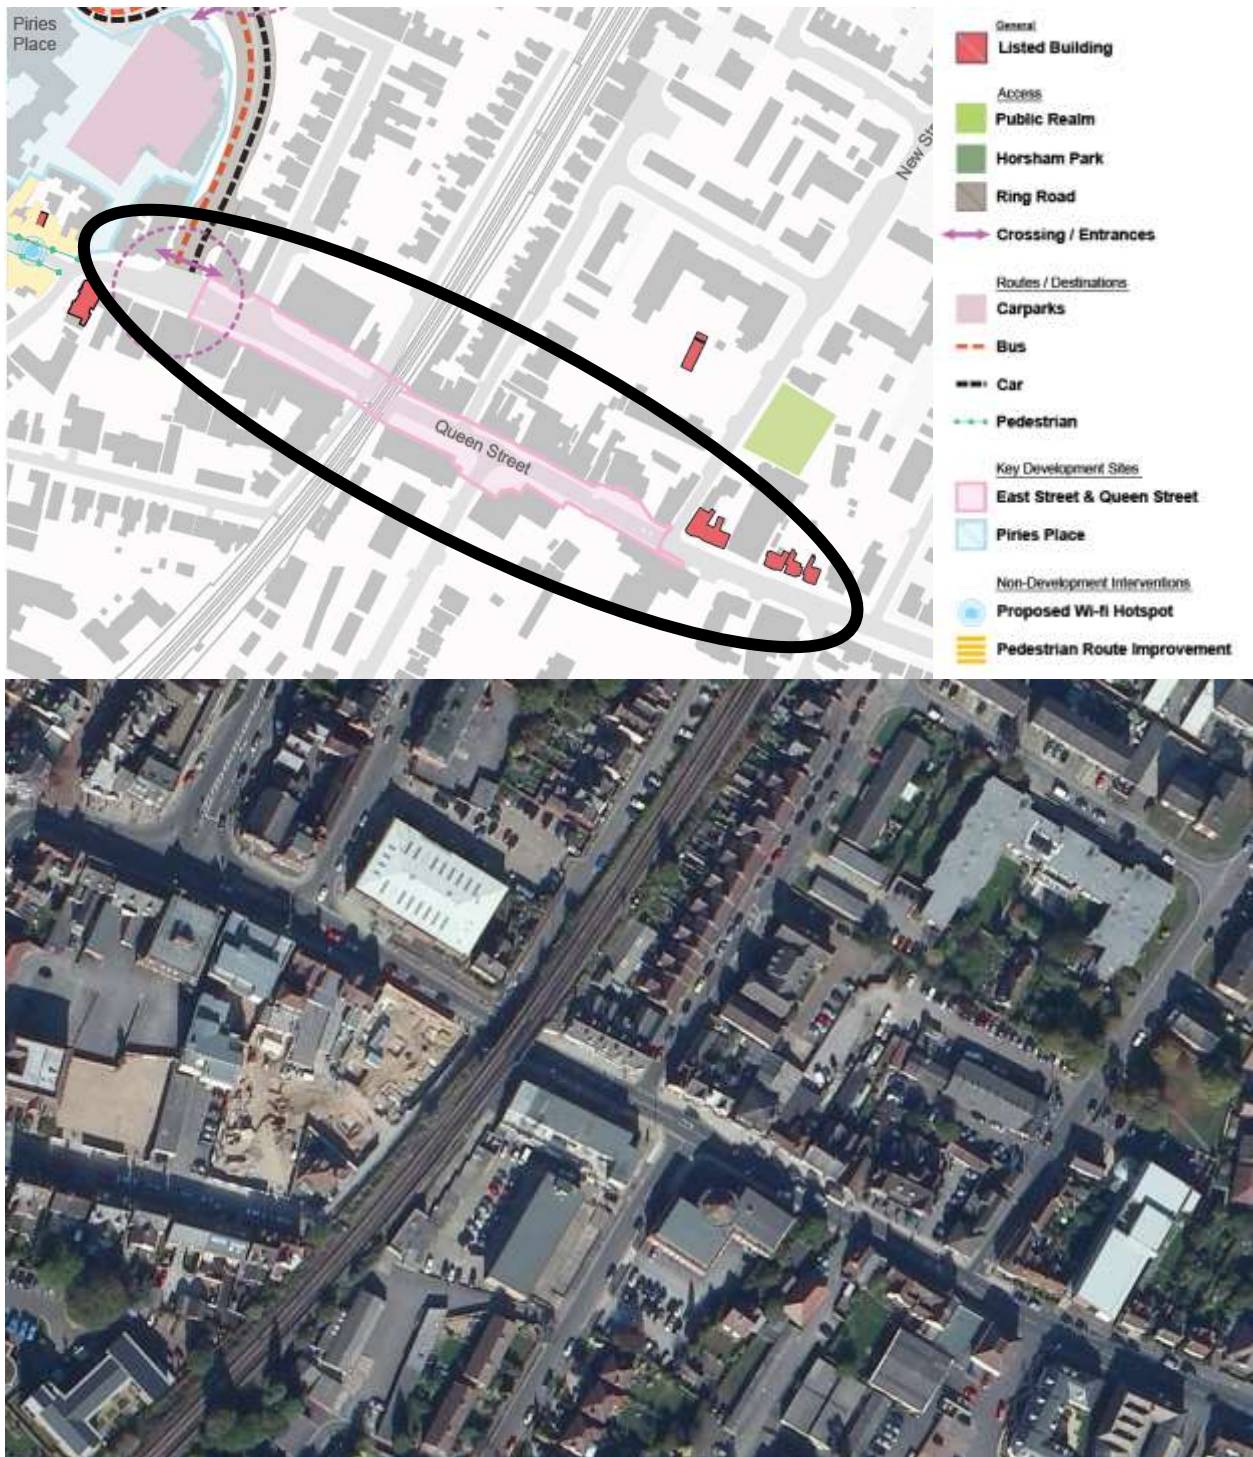 Piries
Place
New St
Queen Street
General
Listed Building
Access
Public Realm
Horsham Park
Ring Road
Crossing / Entrances
Routes / Destinations
Carparks
Bus
Car
Pedestrian
Key Development Sites
East Street & Queen Street
Piries Place
Non-Development Interventions
Proposed Wi-fi Hotspot
Pedestrian Route Improvement